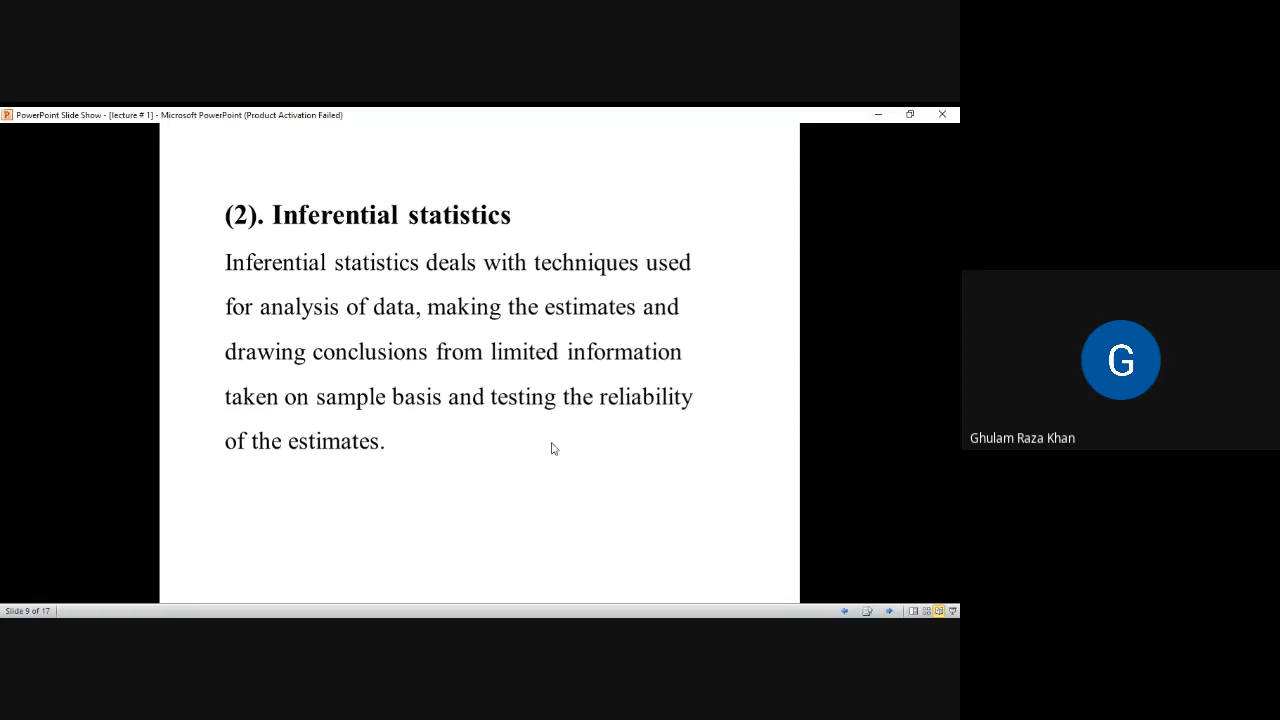 PowerPoint Slide Show - [lecture # 1] - Microsoft PowerPoint (Product Activation Failed)
(2). Inferential statistics
Inferential statistics deals with techniques used
for analysis of data, making the estimates and
drawing conclusions from limited information
taken on sample basis and testing the reliability
of the estimates.
G
Ghulam Raza Khan
Slide 9 of 17